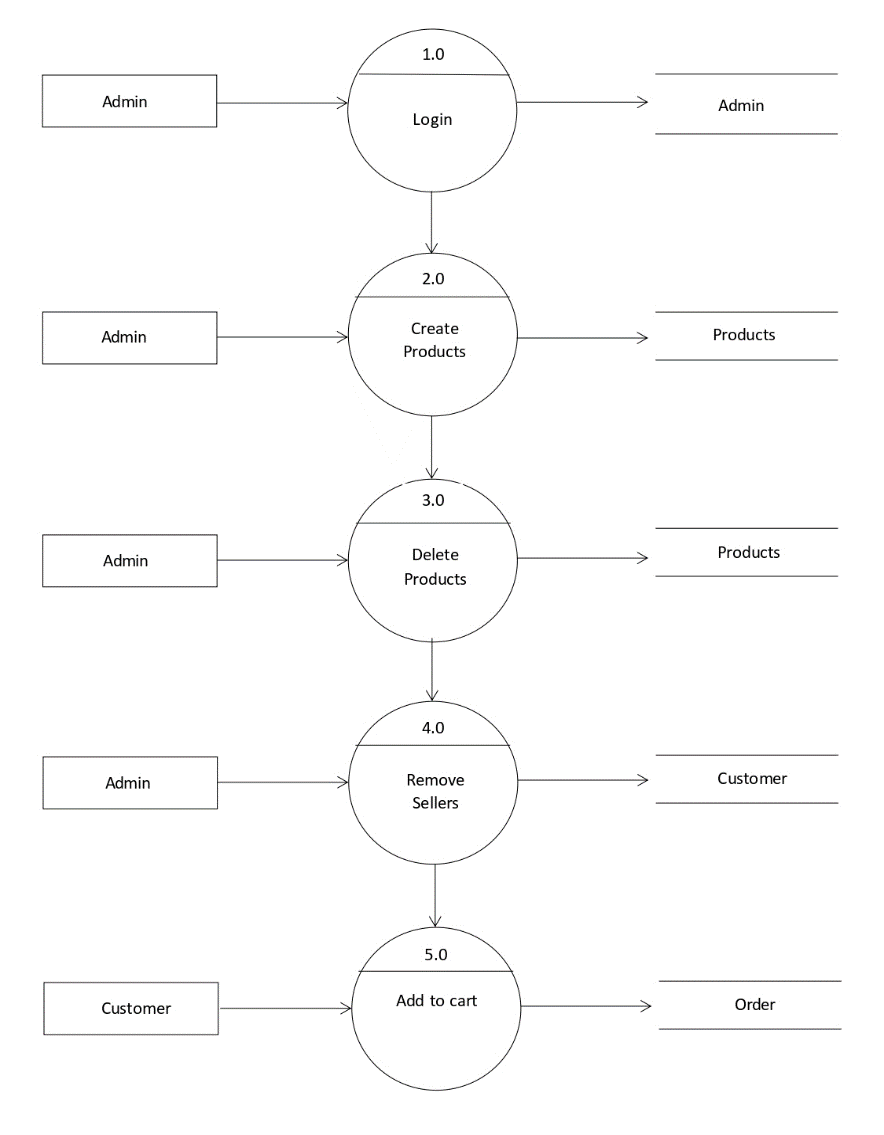 1.0
Admin
Login
Admin
2.0
Admin
Create
Products
Products
3.0
Admin
Delete
Products
Products
4.0
Admin
Remove
Sellers
Customer
5.0
Customer
Add to cart
Order